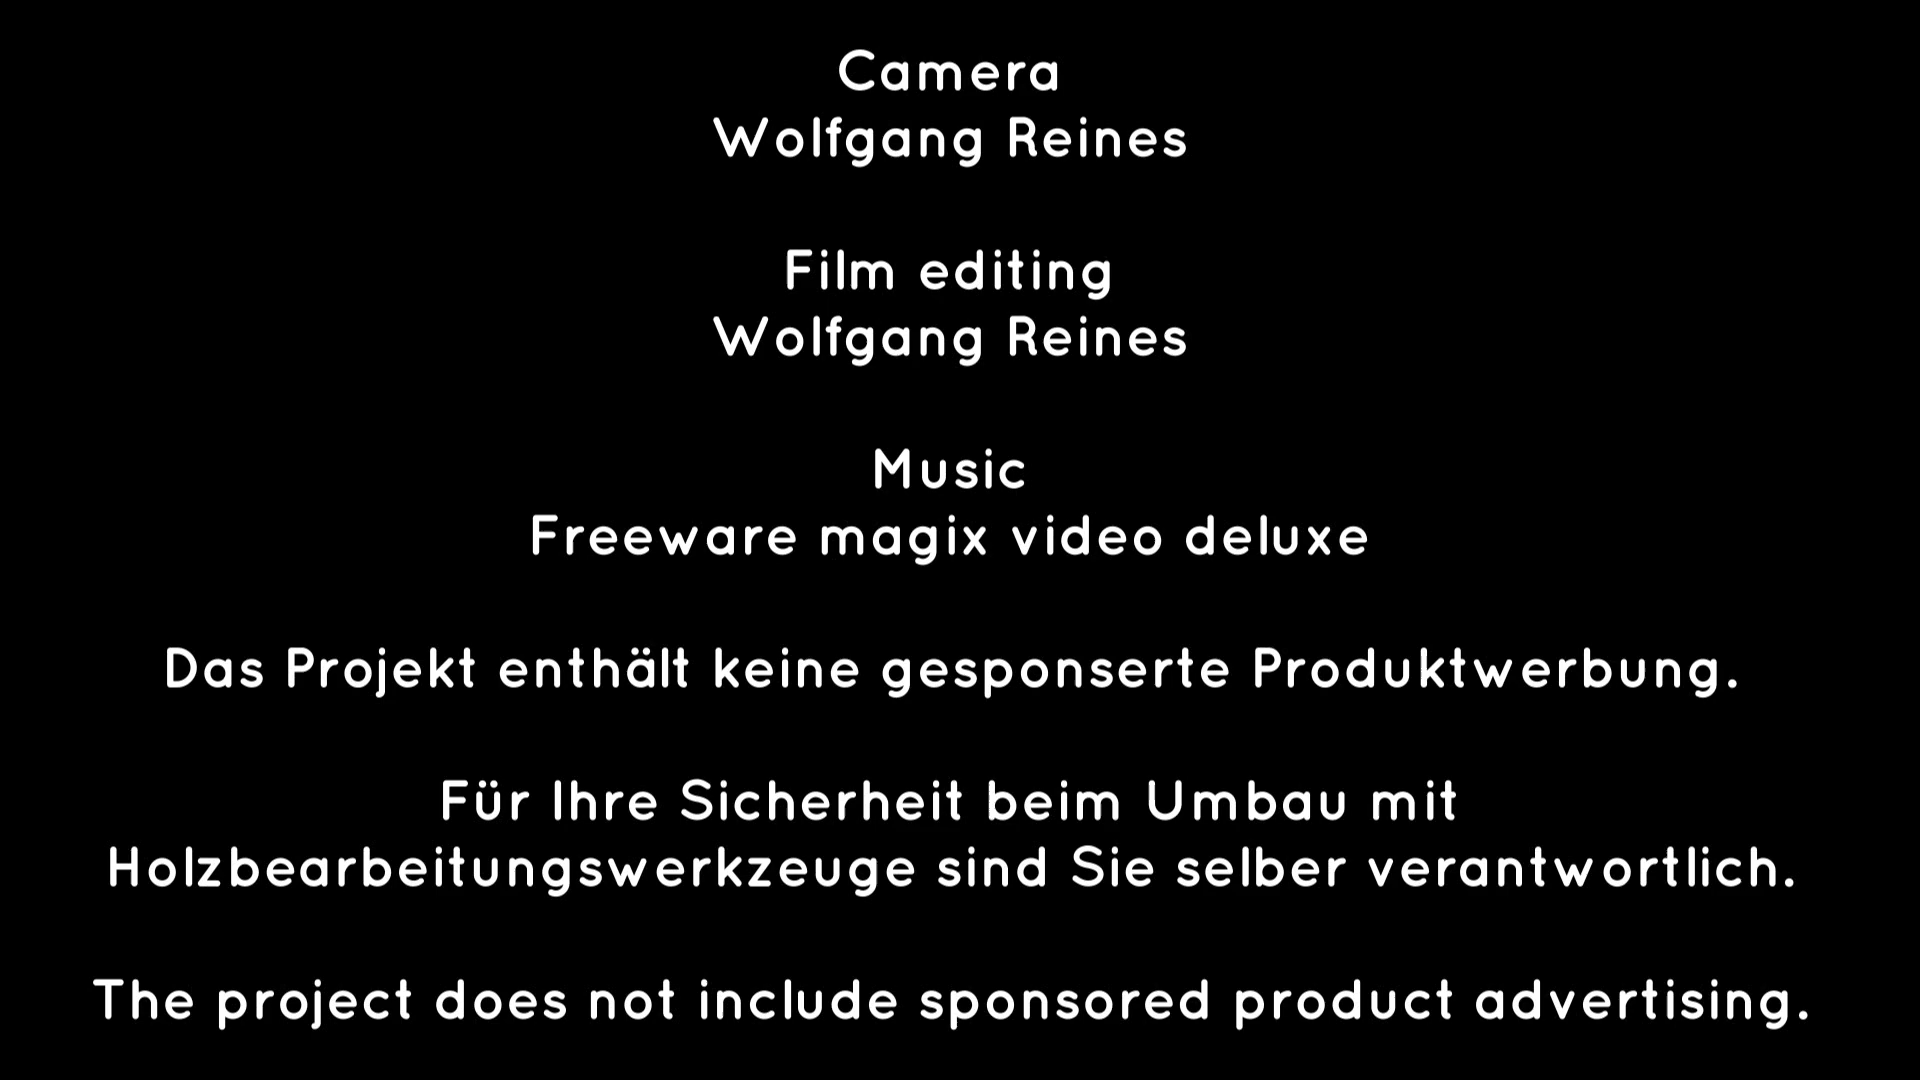 Camera
Wolfgang Reines
Film editing
Wolfgang Reines
Music
Freeware magix video deluxe
Das Projekt enthält keine gesponserte Produktwerbung.
Für Ihre Sicherheit beim Umbau mit
Holzbearbeitungswerkzeuge sind Sie selber verantwortlich.
The project does not include sponsored product advertising.